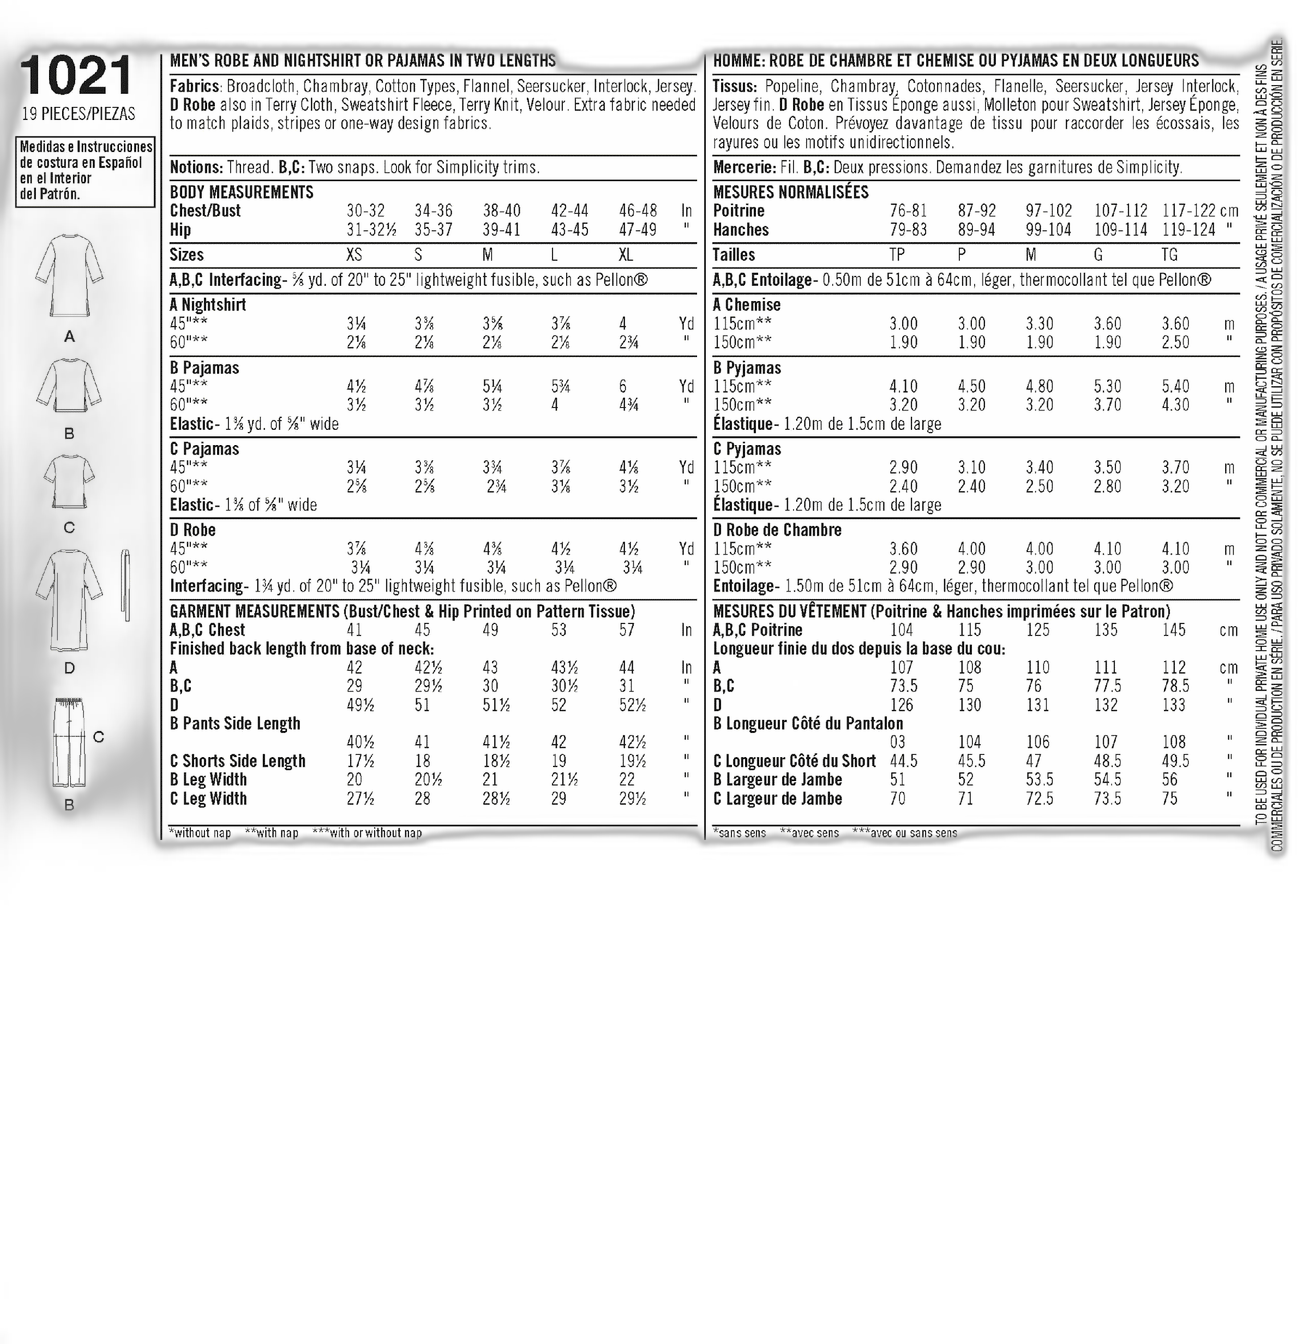 1021
19 PIECES/PIEZAS
Medidas e Instrucciones
de costura en Español
en el Interior
del Patrón.
A
B
C
D
C
B
MEN'S ROBE AND NIGHTSHIRT OR PAJAMAS IN TWO LENGTHS
Fabrics: Broadcloth, Chambray, Cotton Types, Flannel, Seersucker, Interlock, Jersey.
D Robe also in Terry Cloth, Sweatshirt Fleece, Terry Knit, Velour. Extra fabric needed
to match plaids, stripes or one-way design fabrics.
Notions: Thread. B,C: Two snaps. Look for Simplicity trims.
BODY MEASUREMENTS
Chest/Bust 30-32 34-36 38-40 42-44 46-48 In
Hip 31-32½ 35-37 39-41 43-45 47-49 "
Sizes XS S M L XL
A,B,C Interfacing- ⅝ yd. of 20" to 25" lightweight fusible, such as Pellon®
A Nightshirt
45"** 3¼ 3⅜ 3⅝ 3⅞ 4 Yd
60"** 2⅛ 2⅛ 2⅛ 2⅛ 2¾ "
B Pajamas
45"** 4½ 4⅞ 5¼ 5¾ 6 Yd
60"** 3½ 3½ 3½ 4 4¾ "
Elastic- 1⅜ yd. of ⅝" wide
C Pajamas
45"** 3¼ 3⅜ 3¾ 3⅞ 4⅛ Yd
60"** 2⅝ 2⅝ 2¾ 3⅛ 3½ "
Elastic- 1⅜ of ⅝" wide
D Robe
45"** 3⅞ 4⅜ 4⅜ 4½ 4½ Yd
60"** 3¼ 3¼ 3¼ 3¼ 3¼ "
Interfacing- 1¾ yd. of 20" to 25" lightweight fusible, such as Pellon®
GARMENT MEASUREMENTS (Bust/Chest & Hip Printed on Pattern Tissue)
A,B,C Chest 41 45 49 53 57 In
Finished back length from base of neck:
A 42 42½ 43 43½ 44 In
B,C 29 29½ 30 30½ 31 "
D 49½ 51 51½ 52 52½ "
B Pants Side Length
40½ 41 41½ 42 42½ "
C Shorts Side Length 17½ 18 18½ 19 19½ "
B Leg Width 20 20½ 21 21½ 22 "
C Leg Width 27½ 28 28½ 29 29½ "
*without nap **with nap ***with or without nap
HOMME: ROBE DE CHAMBRE ET CHEMISE OU PYJAMAS EN DEUX LONGUEURS
Tissus: Popeline, Chambray, Cotonnades, Flanelle, Seersucker, Jersey Interlock,
Jersey fin. D Robe en Tissus Éponge aussi, Molleton pour Sweatshirt, Jersey Éponge,
Velours de Coton. Prévoyez davantage de tissu pour raccorder les écossais, les
rayures ou les motifs unidirectionnels.
Mercerie: Fil. B,C: Deux pressions. Demandez les garnitures de Simplicity.
MESURES NORMALISÉES
Poitrine 76-81 87-92 97-102 107-112 117-122 cm
Hanches 79-83 89-94 99-104 109-114 119-124 "
Tailles TP P M G TG
A,B,C Entoilage- 0.50m de 51cm à 64cm, léger, thermocollant tel que Pellon®
A Chemise
115cm** 3.00 3.00 3.30 3.60 3.60 m
150cm** 1.90 1.90 1.90 1.90 2.50 "
B Pyjamas
115cm** 4.10 4.50 4.80 5.30 5.40 m
150cm** 3.20 3.20 3.20 3.70 4.30 "
Élastique- 1.20m de 1.5cm de large
C Pyjamas
115cm** 2.90 3.10 3.40 3.50 3.70 m
150cm** 2.40 2.40 2.50 2.80 3.20 "
Élastique- 1.20m de 1.5cm de large
D Robe de Chambre
115cm** 3.60 4.00 4.00 4.10 4.10 m
150cm** 2.90 2.90 3.00 3.00 3.00 "
Entoilage- 1.50m de 51cm à 64cm, léger, thermocollant tel que Pellon®
MESURES DU VÊTEMENT (Poitrine & Hanches imprimées sur le Patron)
A,B,C Poitrine 104 115 125 135 145 cm
Longueur finie du dos depuis la base du cou:
A 107 108 110 111 112 cm
B,C 73.5 75 76 77.5 78.5 "
D 126 130 131 132 133 "
B Longueur Côté du Pantalon
03 104 106 107 108 "
C Longueur Côté du Short 44.5 45.5 47 48.5 49.5 "
B Largeur de Jambe 51 52 53.5 54.5 56 "
C Largeur de Jambe 70 71 72.5 73.5 75 "
*sans sens **avec sens ***avec ou sans sens
TO BE USED FOR INDIVIDUAL PRIVATE HOME USE ONLY AND NOT FOR COMMERCIAL OR MANUFACTURING PURPOSES. / A USAGE PRIVÉ SEULEMENT ET NON À DES FINS
COMMERCIALES OU DE PRODUCTION EN SÉRIE. / PARA USO PRIVADO SOLAMENTE. NO SE PUEDE UTILIZAR CON PROPÓSITOS DE COMERCIALIZACIÓN O DE PRODUCCIÓN EN SERIE